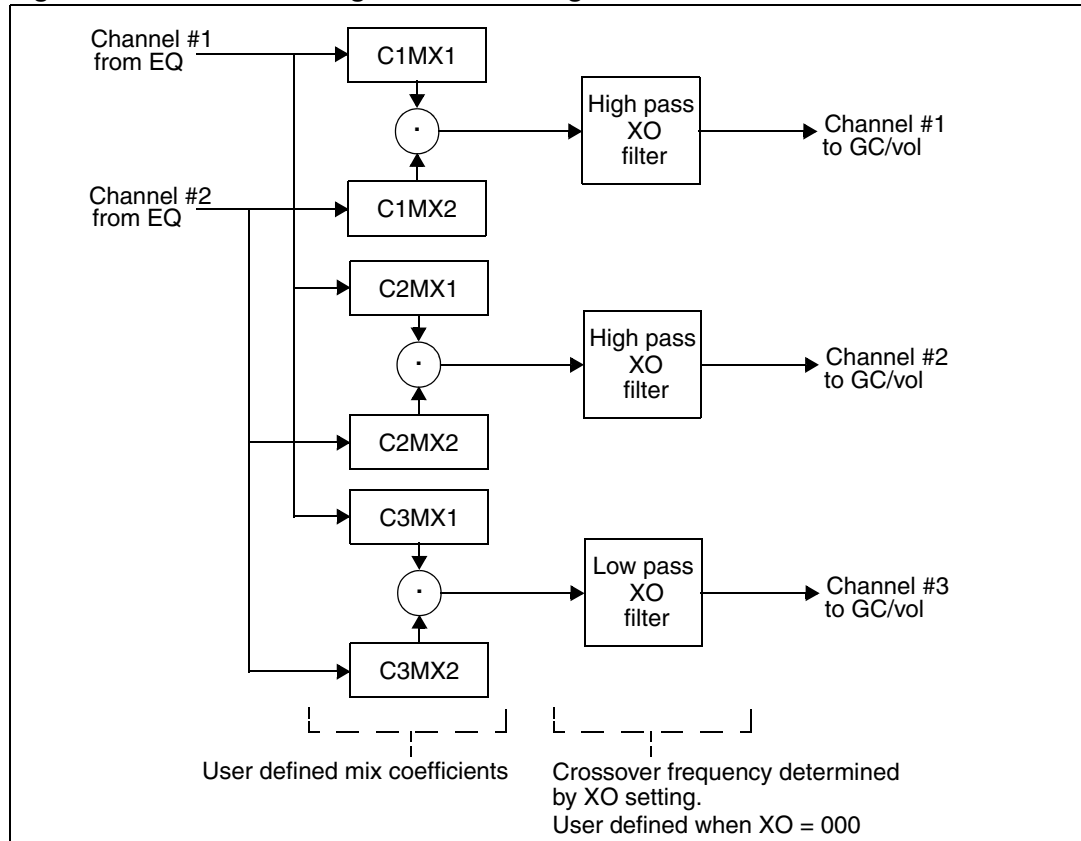 Channel #1
from EQ
C1MX1
High pass
XO
filter
Channel #1
to GC/vol
Channel #2
from EQ
C1MX2
C2MX1
High pass
XO
filter
Channel #2
to GC/vol
C2MX2
C3MX1
Low pass
XO
filter
Channel #3
to GC/vol
C3MX2
User defined mix coefficients
Crossover frequency determined
by XO setting.
User defined when XO = 000